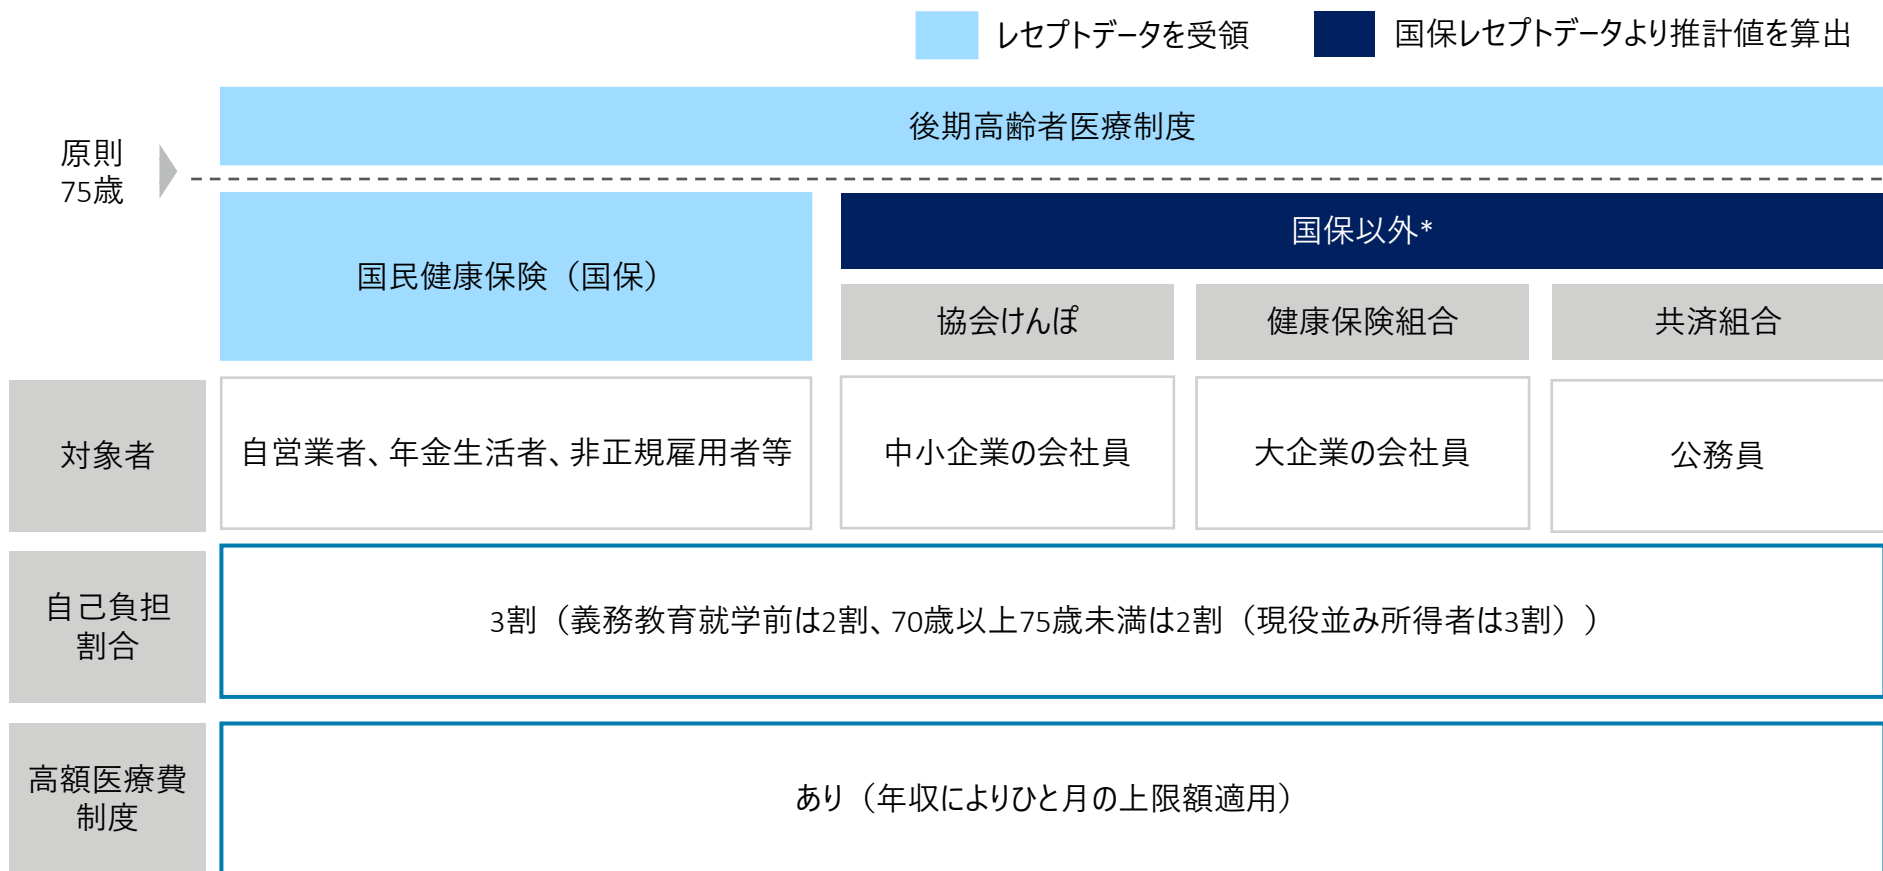 レセプトデータを受領
国保レセプトデータより推計値を算出
後期高齢者医療制度
原則
75歳
国民健康保険（国保）
国保以外*
協会けんぽ
健康保険組合
共済組合
対象者
自営業者、年金生活者、非正規雇用者等
中小企業の会社員
大企業の会社員
公務員
自己負担
割合
3割（義務教育就学前は2割、70歳以上75歳未満は2割（現役並み所得者は3割））
高額医療費
制度
あり（年収によりひと月の上限額適用）